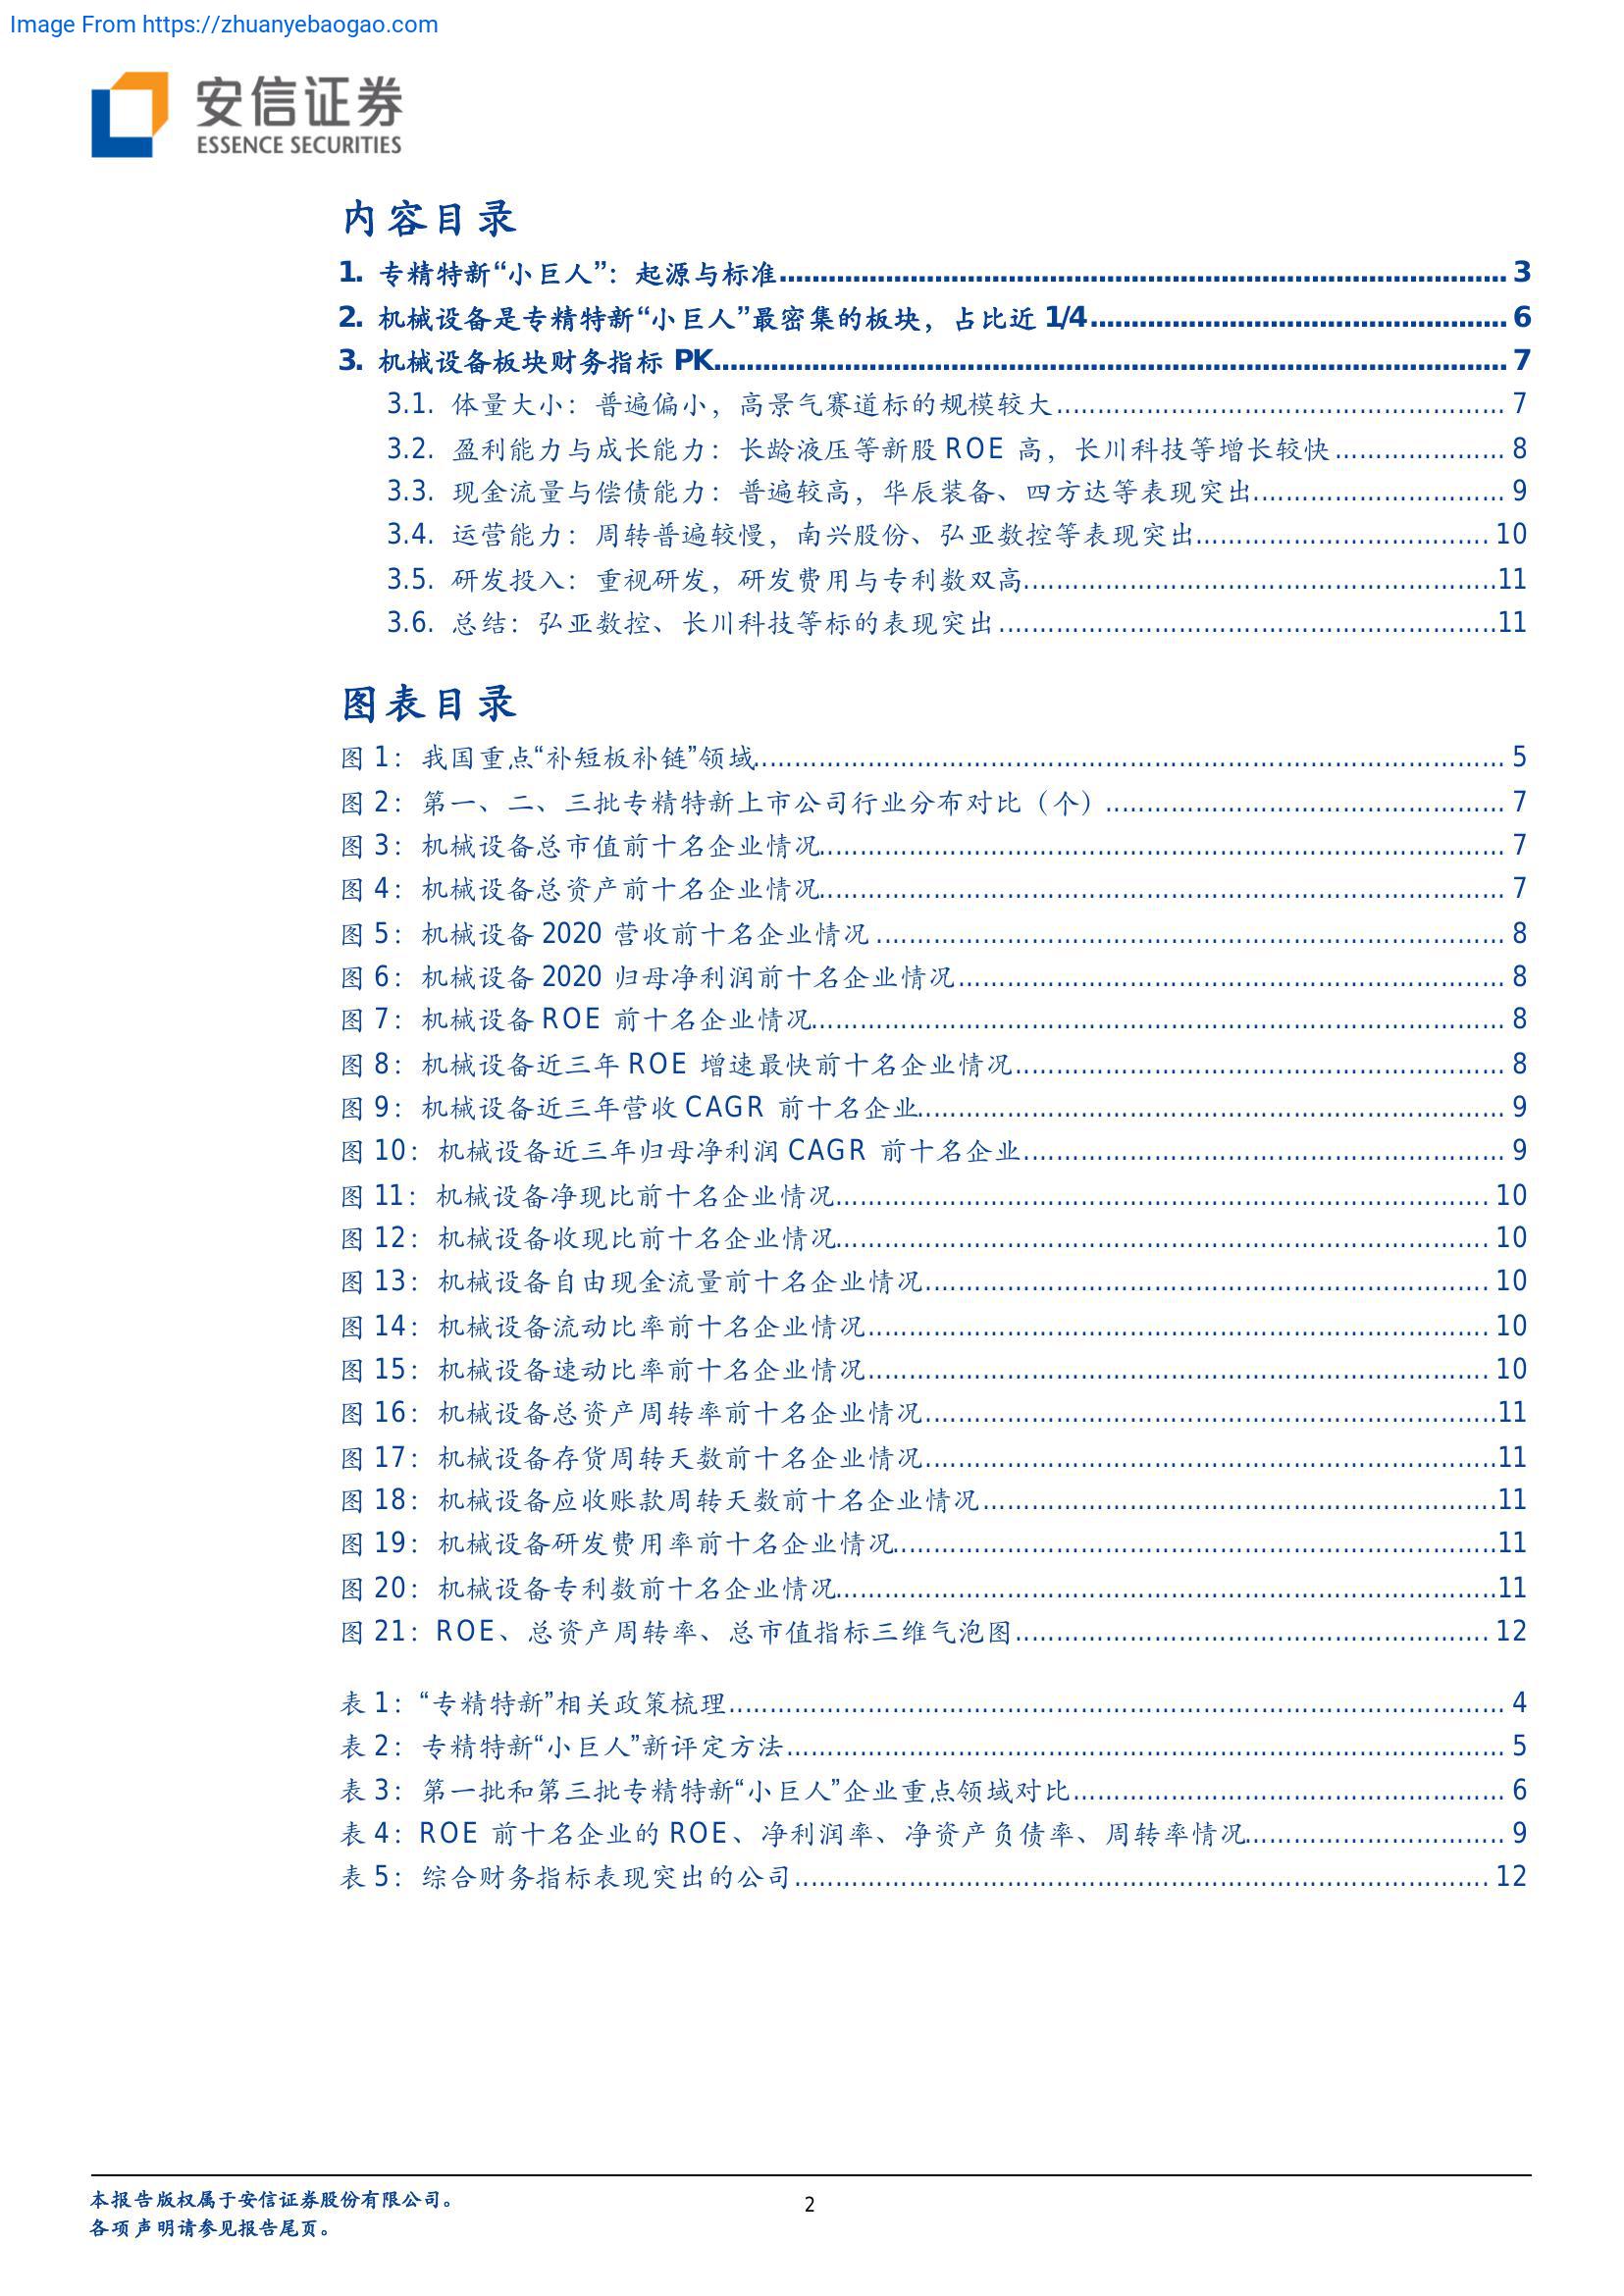 Image From https://zhuanyebaogao.com
安信证券
ESSENCE SECURITIES
内容目录
1. 专精特新“小巨人”：起源与标准 3
2. 机械设备是专精特新“小巨人”最密集的板块，占比近 1/4 6
3. 机械设备板块财务指标 PK 7
3.1. 体量大小：普遍偏小，高景气赛道标的规模较大 7
3.2. 盈利能力与成长能力：长龄液压等新股 ROE 高，长川科技等增长较快 8
3.3. 现金流量与偿债能力：普遍较高，华辰装备、四方达等表现突出 9
3.4. 运营能力：周转普遍较慢，南兴股份、弘亚数控等表现突出 10
3.5. 研发投入：重视研发，研发费用与专利数双高 11
3.6. 总结：弘亚数控、长川科技等标的表现突出 11
图表目录
图 1：我国重点“补短板补链”领域 5
图 2：第一、二、三批专精特新上市公司行业分布对比（个） 7
图 3：机械设备总市值前十名企业情况 7
图 4：机械设备总资产前十名企业情况 7
图 5：机械设备 2020 营收前十名企业情况 8
图 6：机械设备 2020 归母净利润前十名企业情况 8
图 7：机械设备 ROE 前十名企业情况 8
图 8：机械设备近三年 ROE 增速最快前十名企业情况 8
图 9：机械设备近三年营收 CAGR 前十名企业 9
图 10：机械设备近三年归母净利润 CAGR 前十名企业 9
图 11：机械设备净现比前十名企业情况 10
图 12：机械设备收现比前十名企业情况 10
图 13：机械设备自由现金流量前十名企业情况 10
图 14：机械设备流动比率前十名企业情况 10
图 15：机械设备速动比率前十名企业情况 10
图 16：机械设备总资产周转率前十名企业情况 11
图 17：机械设备存货周转天数前十名企业情况 11
图 18：机械设备应收账款周转天数前十名企业情况 11
图 19：机械设备研发费用率前十名企业情况 11
图 20：机械设备专利数前十名企业情况 11
图 21：ROE、总资产周转率、总市值指标三维气泡图 12
表 1：“专精特新”相关政策梳理 4
表 2：专精特新“小巨人”新评定方法 5
表 3：第一批和第三批专精特新“小巨人”企业重点领域对比 6
表 4：ROE 前十名企业的 ROE、净利润率、净资产负债率、周转率情况 9
表 5：综合财务指标表现突出的公司 12
本报告版权属于安信证券股份有限公司。
2
各项声明请参见报告尾页。